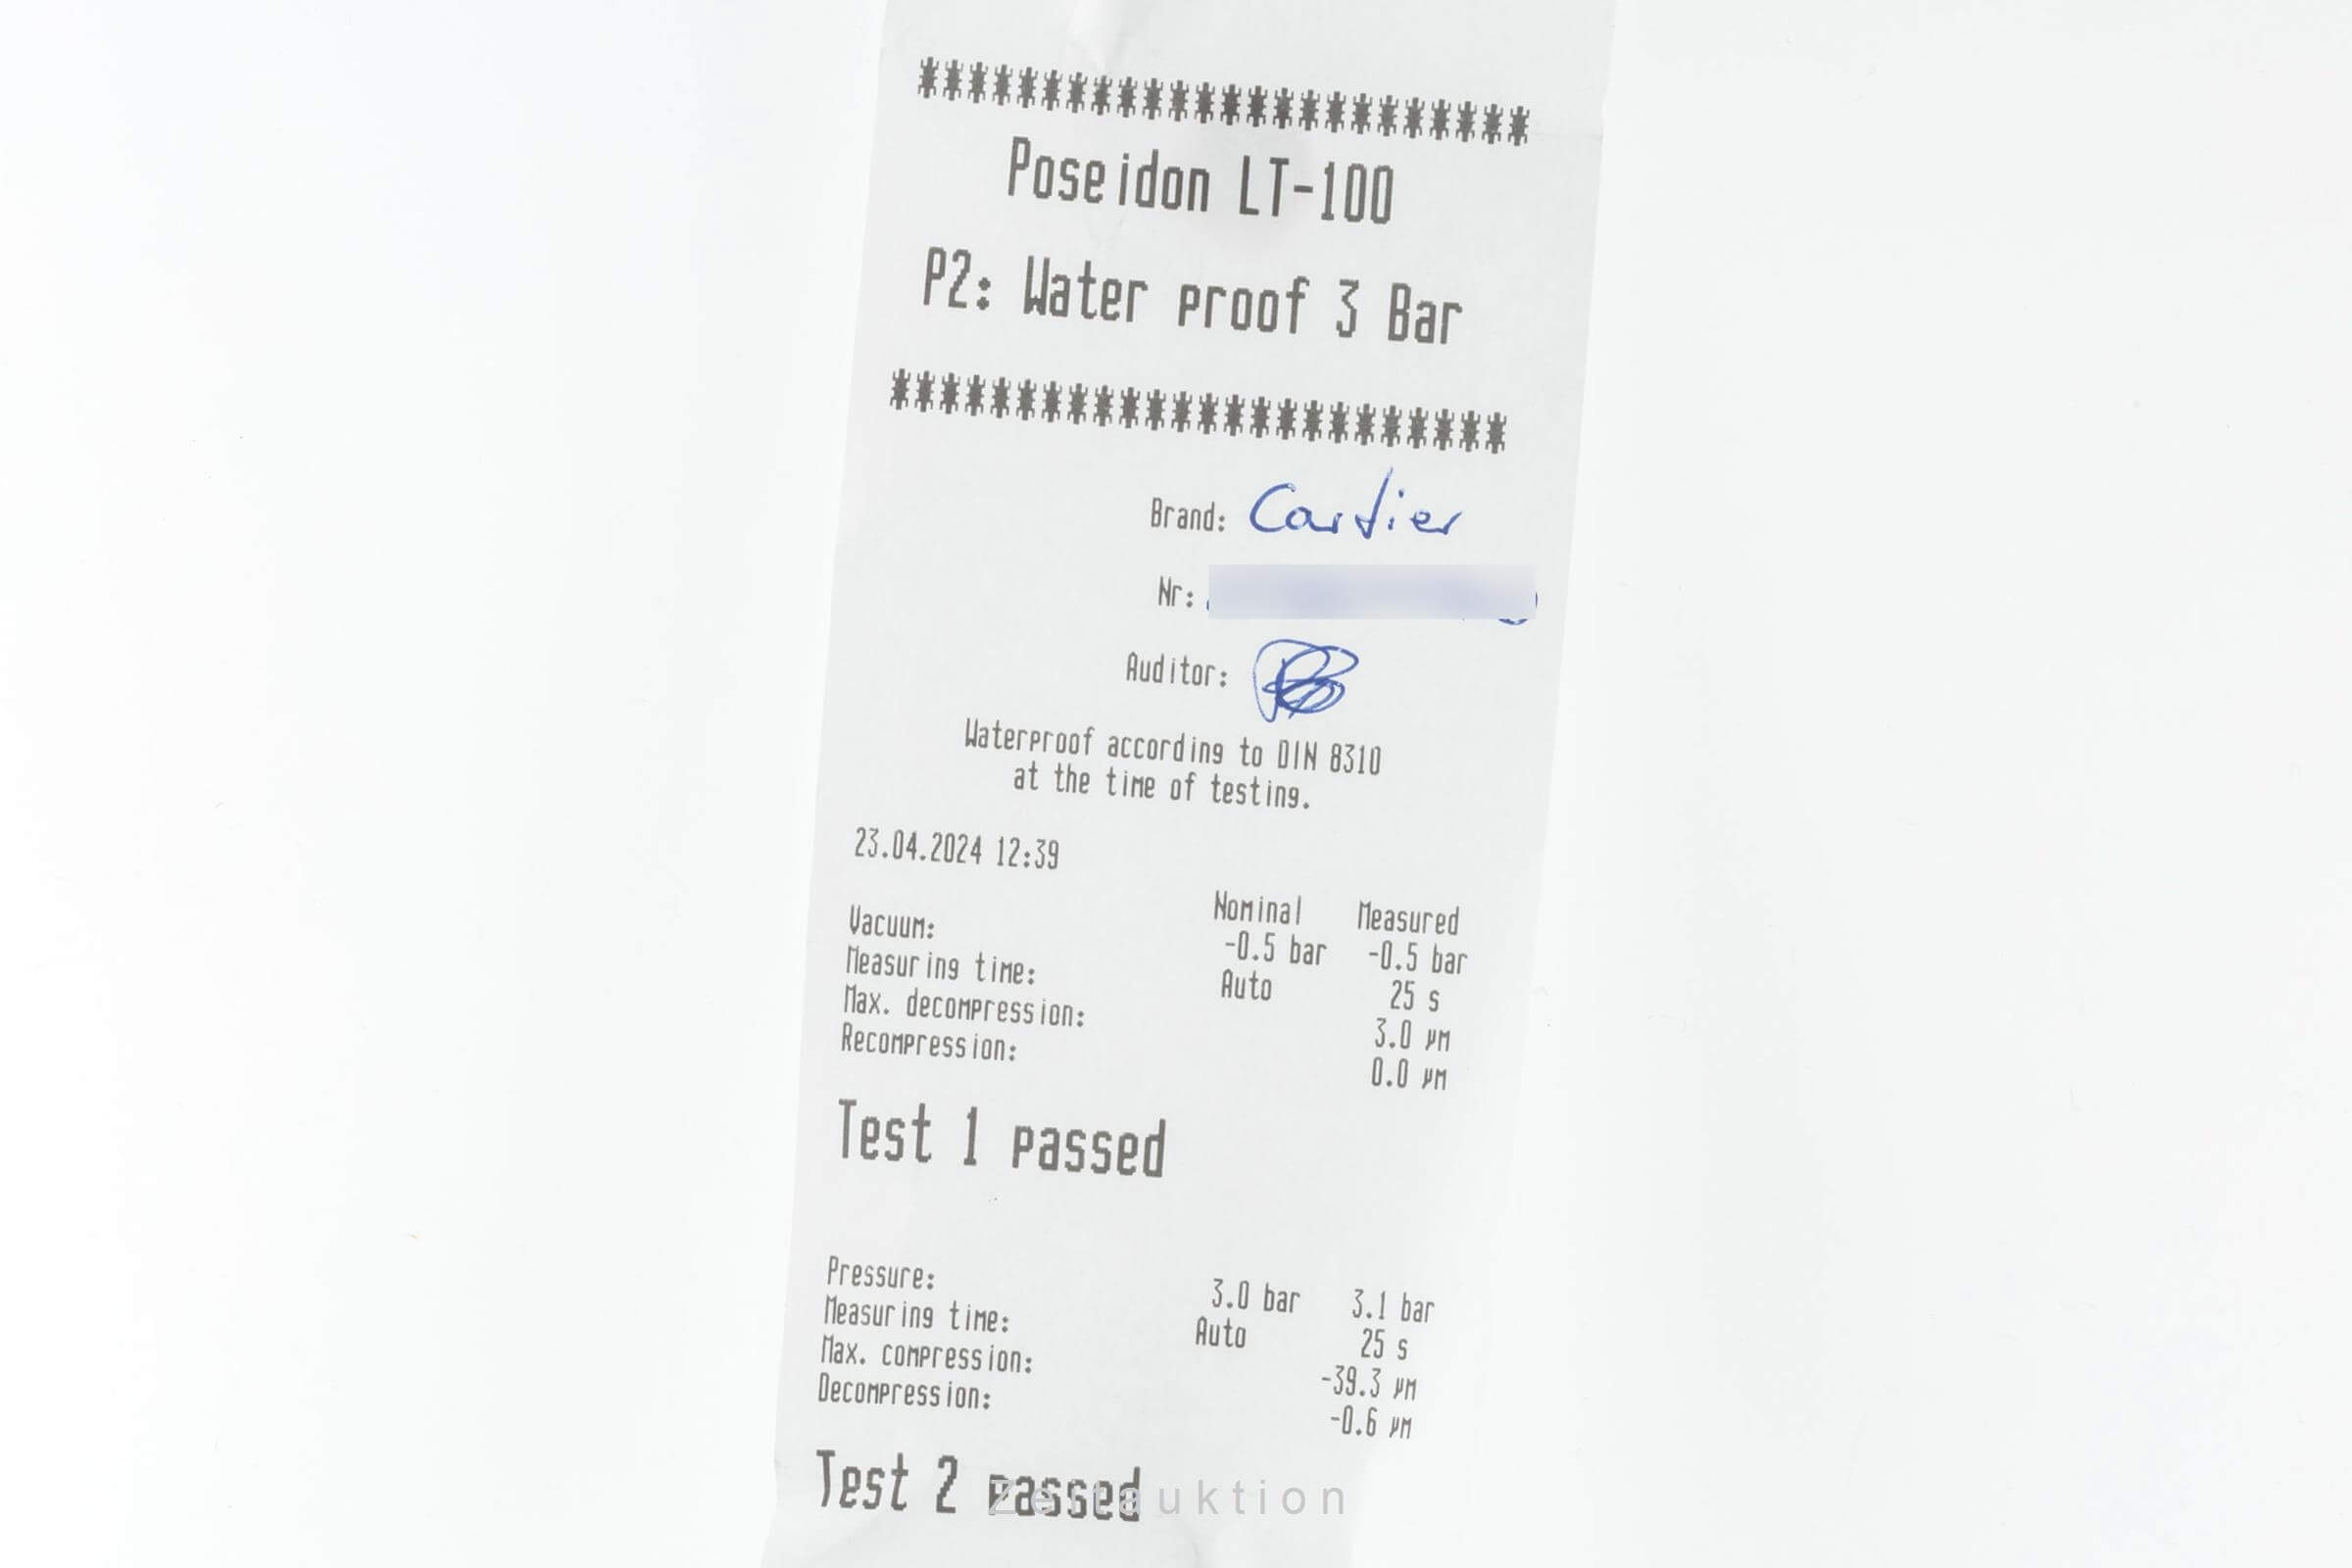 ************************
Poseidon LT-100
P2: Water proof 3 Bar
************************
Brand: Cartier
Nr:
Auditor:
Waterproof according to DIN 8310
at the time of testing.
23.04.2024 12:39
Nominal Measured
Vacuum: -0.5 bar -0.5 bar
Measuring time: Auto 25 s
Max. decompression: 3.0 µm
Recompression: 0.0 µm
Test 1 passed
Pressure: 3.0 bar 3.1 bar
Measuring time: Auto 25 s
Max. compression: -39.3 µm
Decompression: -0.6 µm
Test 2 passed
Zeitauktion